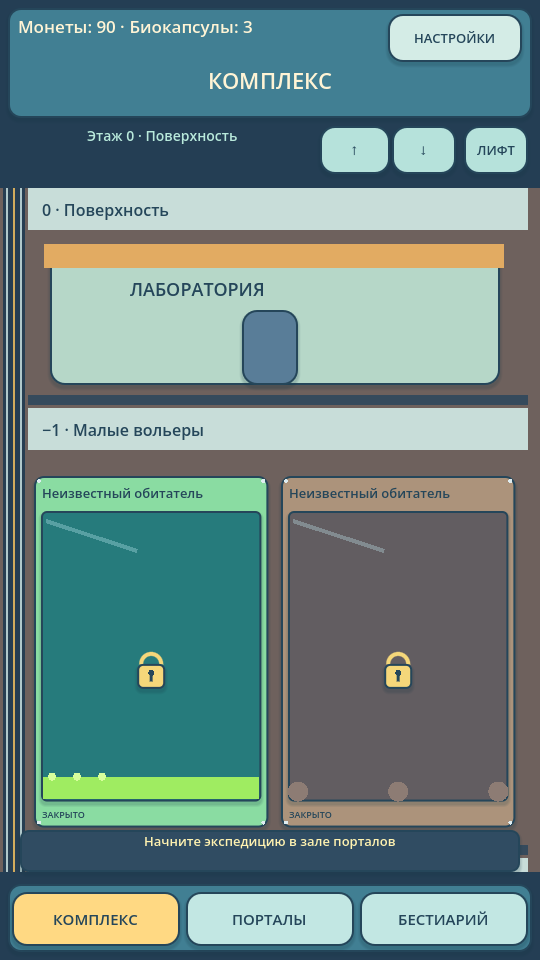 Монеты: 90 · Биокапсулы: 3
НАСТРОЙКИ
КОМПЛЕКС
Этаж 0 · Поверхность
↑
↓
ЛИФТ
0 · Поверхность
ЛАБОРАТОРИЯ
−1 · Малые вольеры
Неизвестный обитатель
Неизвестный обитатель
ЗАКРЫТО
ЗАКРЫТО
Начните экспедицию в зале порталов
КОМПЛЕКС
ПОРТАЛЫ
БЕСТИАРИЙ